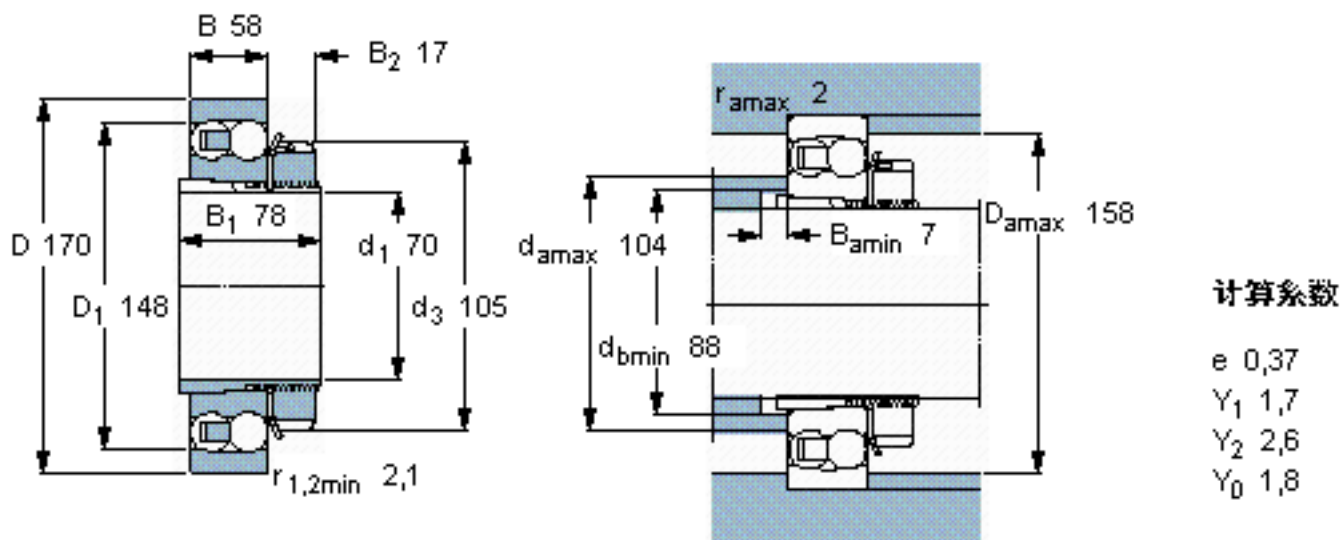 B 58
B₂ 17
D 170
D₁ 148
B₁ 78
d₁ 70
d₃ 105
r₁,₂min 2,1
rₐmax 2
dₐmax 104
Bₐmin 7
Dₐmax 158
d_bmin 88
计算系数
e 0,37
Y₁ 1,7
Y₂ 2,6
Y₀ 1,8